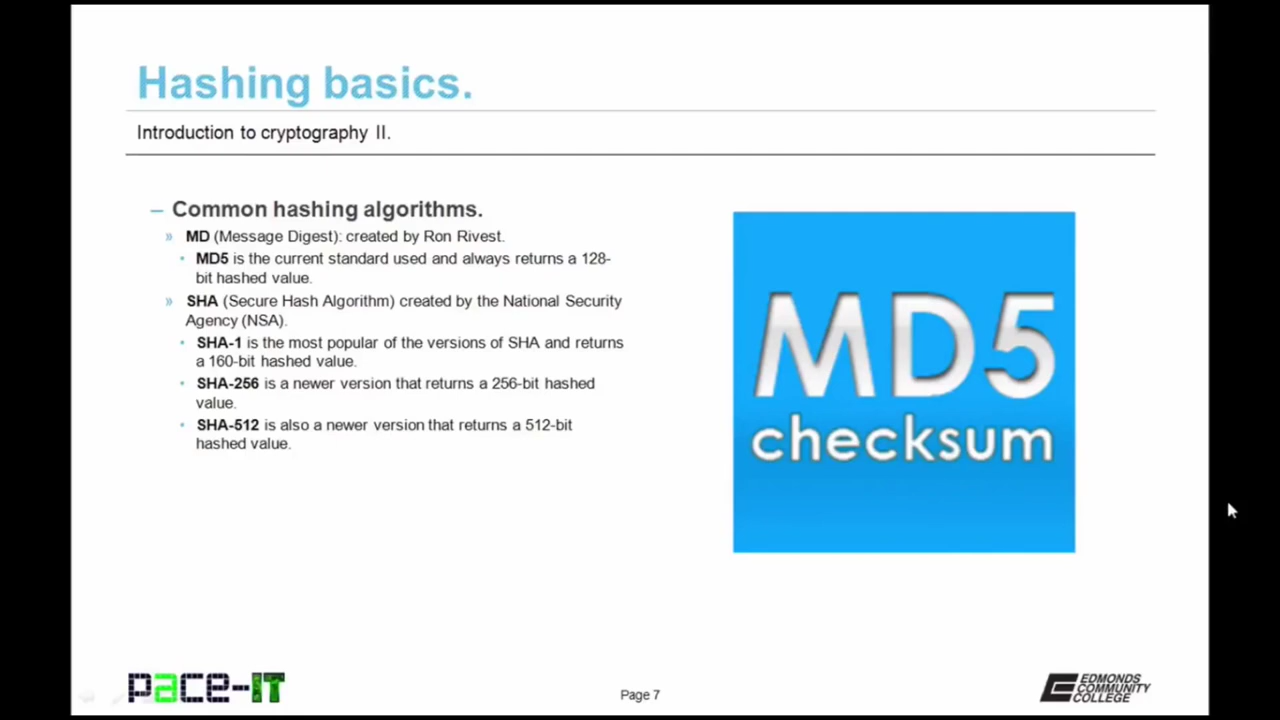 Hashing basics.
Introduction to cryptography II.
– Common hashing algorithms.
» MD (Message Digest): created by Ron Rivest.
• MD5 is the current standard used and always returns a 128-
bit hashed value.
» SHA (Secure Hash Algorithm) created by the National Security
Agency (NSA).
• SHA-1 is the most popular of the versions of SHA and returns
a 160-bit hashed value.
• SHA-256 is a newer version that returns a 256-bit hashed
value.
• SHA-512 is also a newer version that returns a 512-bit
hashed value.
MD5
checksum
pace-IT
Page 7
EDMONDS
COMMUNITY
COLLEGE